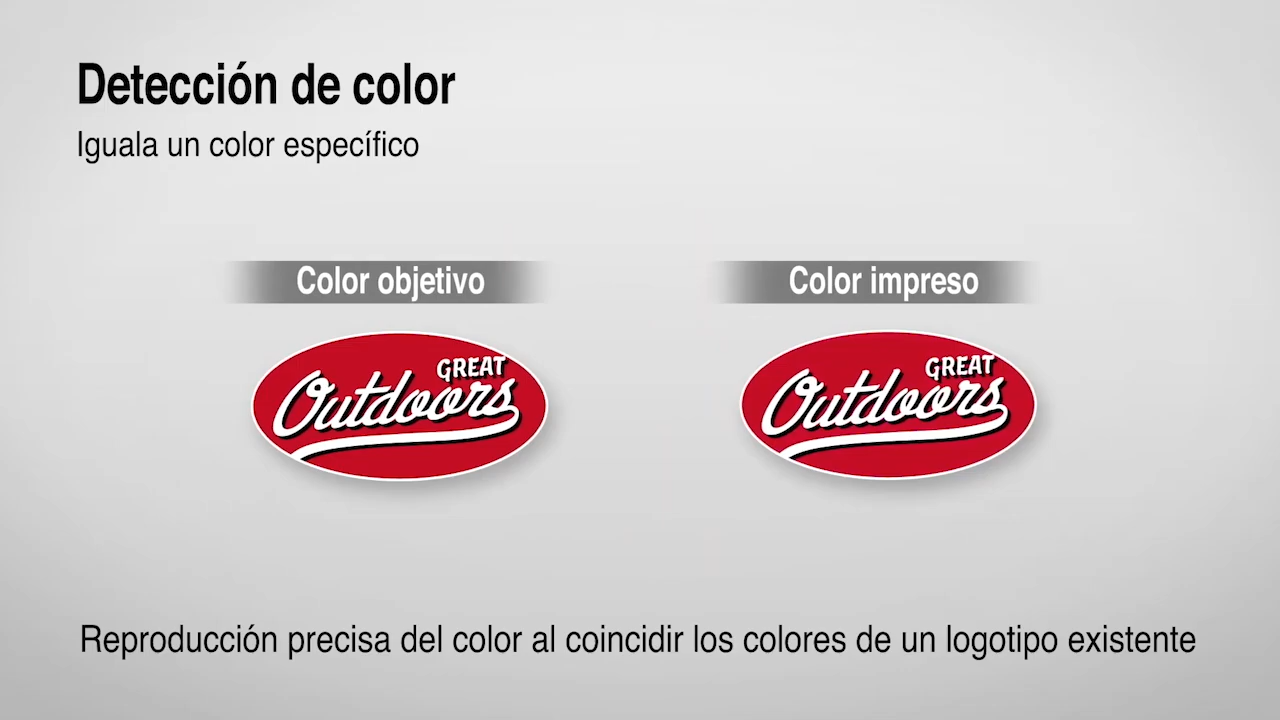 Detección de color
Iguala un color específico
Color objetivo
Color impreso
GREAT
Outdoors
GREAT
Outdoors
Reproducción precisa del color al coincidir los colores de un logotipo existente